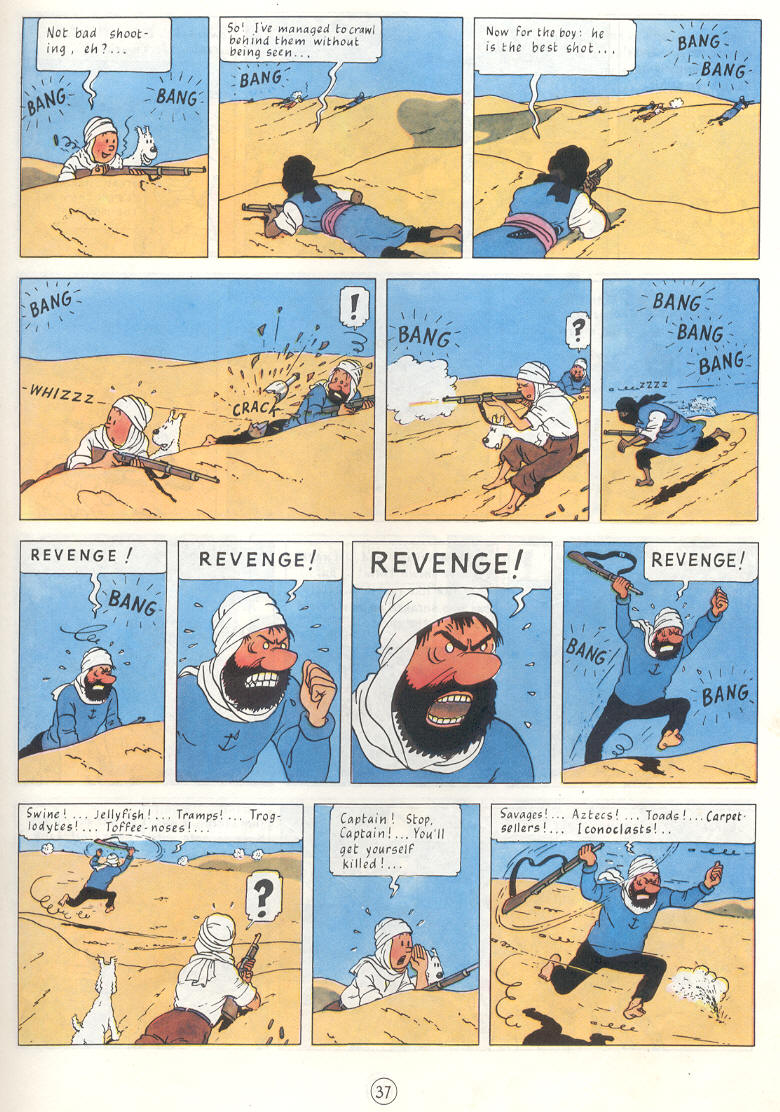 Not bad shoot-
ing, eh?...
BANG
BANG
So! I've managed to crawl
behind them without
being seen...
BANG
Now for the boy: he
is the best shot...
BANG
BANG
BANG
WHIZZZ
CRACK
!
BANG
?
BANG
BANG
BANG
ZZZZ
REVENGE!
BANG
REVENGE!
REVENGE!
REVENGE!
BANG
BANG
Swine!... Jellyfish!... Tramps!... Trog-
lodytes!... Toffee-noses!...
?
Captain! Stop,
Captain!... You'll
get yourself
killed!...
Savages!... Aztecs!... Toads!... Carpet-
sellers!... Iconoclasts!...
37